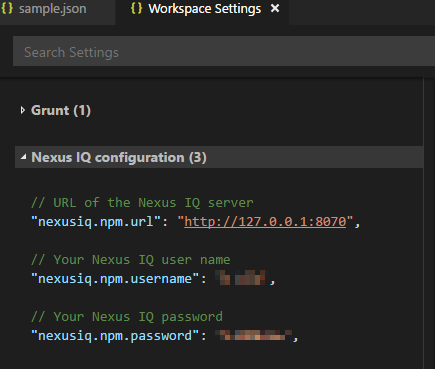 {} sample.json
{} Workspace Settings ×
Search Settings
Grunt (1)
Nexus IQ configuration (3)
// URL of the Nexus IQ server
"nexusiq.npm.url": "http://127.0.0.1:8070",
// Your Nexus IQ user name
"nexusiq.npm.username": ,
// Your Nexus IQ password
"nexusiq.npm.password": ,